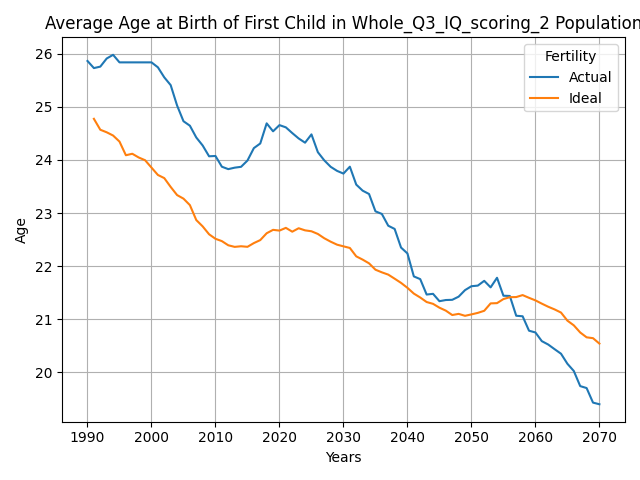 Average Age at Birth of First Child in Whole_Q3_IQ_scoring_2 Population
Fertility
Actual
Ideal
Age
26
25
24
23
22
21
20
1990 2000 2010 2020 2030 2040 2050 2060 2070
Years